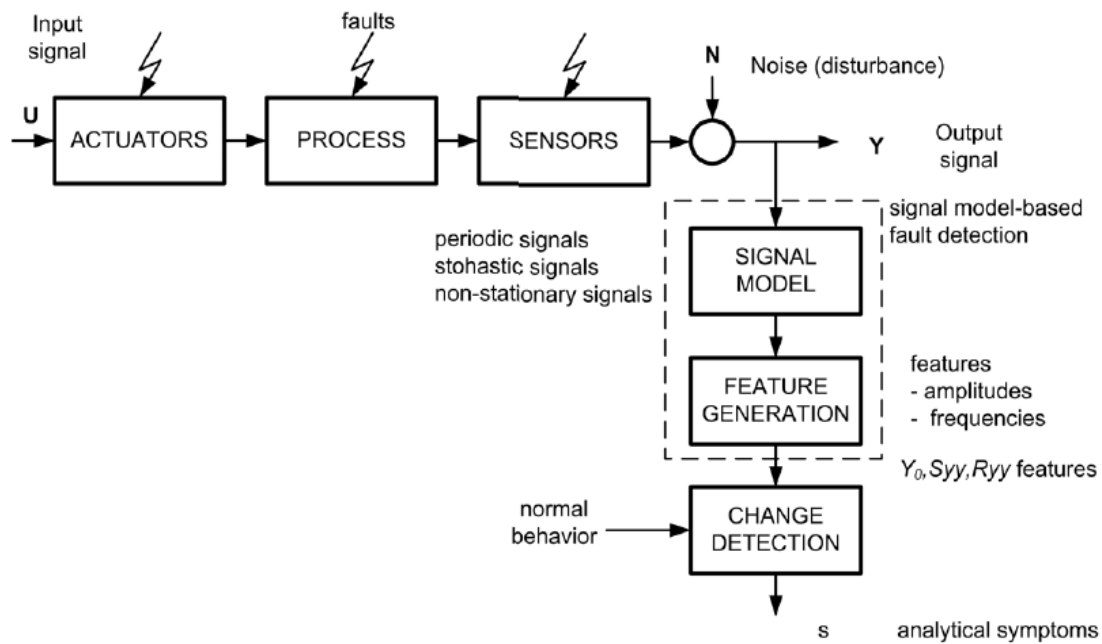 Input
signal
faults
N
Noise (disturbance)
U
ACTUATORS
PROCESS
SENSORS
Y
Output
signal
signal model-based
fault detection
periodic signals
stohastic signals
non-stationary signals
SIGNAL
MODEL
FEATURE
GENERATION
features
- amplitudes
- frequencies
Y₀,Syy,Ryy features
normal
behavior
CHANGE
DETECTION
s
analytical symptoms